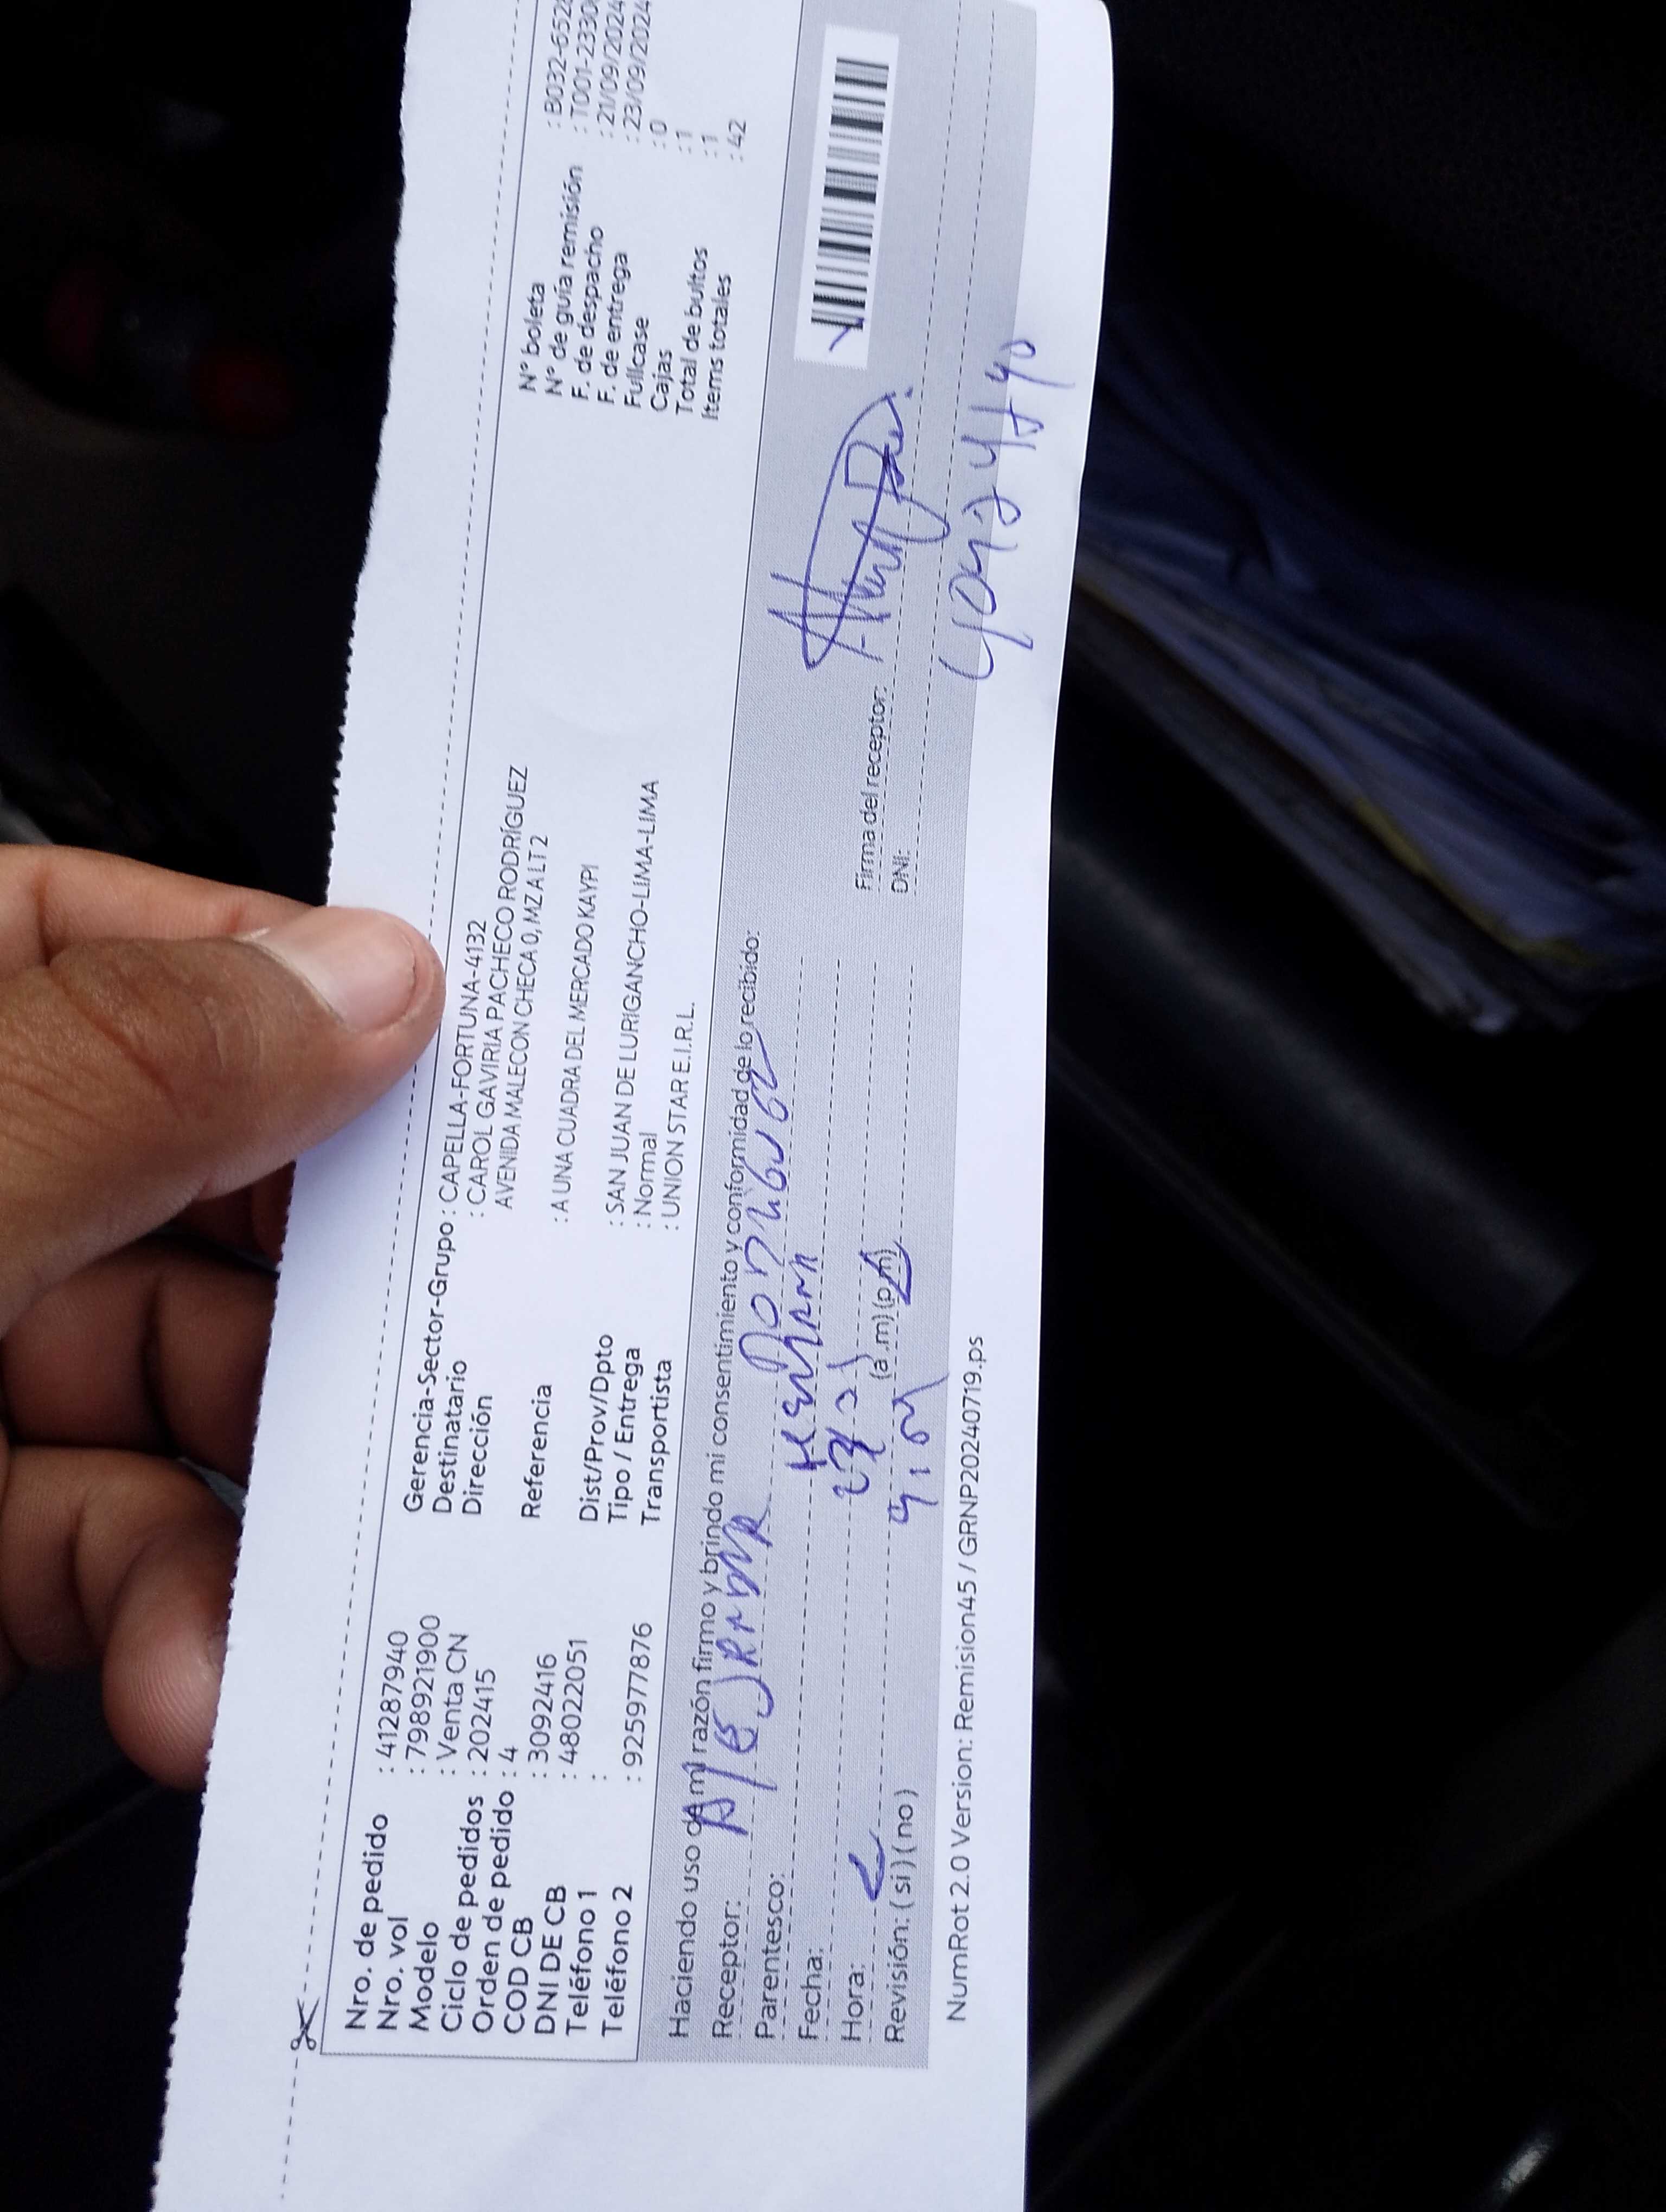 Nro. de pedido : 41287940
Nro. vol : 798921900
Modelo : Venta CN
Ciclo de pedidos : 202415
Orden de pedido : 4
COD CB : 3092416
DNI DE CB : 48022051
Teléfono 1 :
Teléfono 2 : 925977876
Gerencia-Sector-Grupo : CAPELLA-FORTUNA-4132
Destinatario : CAROL GAVIRIA PACHECO RODRÍGUEZ
Dirección AVENIDA MALECON CHECA 0, MZ A LT 2
Referencia : A UNA CUADRA DEL MERCADO KAYPI
Dist/Prov/Dpto : SAN JUAN DE LURIGANCHO-LIMA-LIMA
Tipo / Entrega : Normal
Transportista : UNION STAR E.I.R.L.
N° boleta : B032-652
N° de guía remisión : T001-2330
F. de despacho : 21/09/2024
F. de entrega : 23/09/2024
Fullcase : 0
Cajas : 1
Total de bultos : 1
Items totales : 42
Haciendo uso de mi razón firmo y brindo mi consentimiento y conformidad de lo recibido:
Receptor: Alejandra Rodriguez
Parentesco: Hermana
Fecha:
Hora: (a.m) (p.m)
Revisión: ( si ) ( no )
Firma del receptor:
DNI:
NumRot 2.0 Version: Remision45 / GRNP20240719.ps